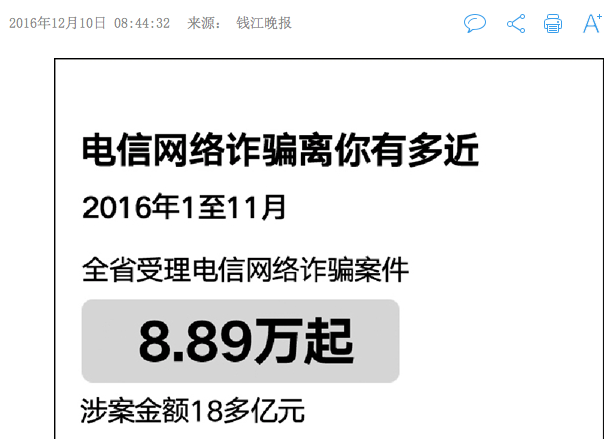 2016年12月10日 08:44:32 来源： 钱江晚报
A+
电信网络诈骗离你有多近
2016年1至11月
全省受理电信网络诈骗案件
8.89万起
涉案金额18多亿元